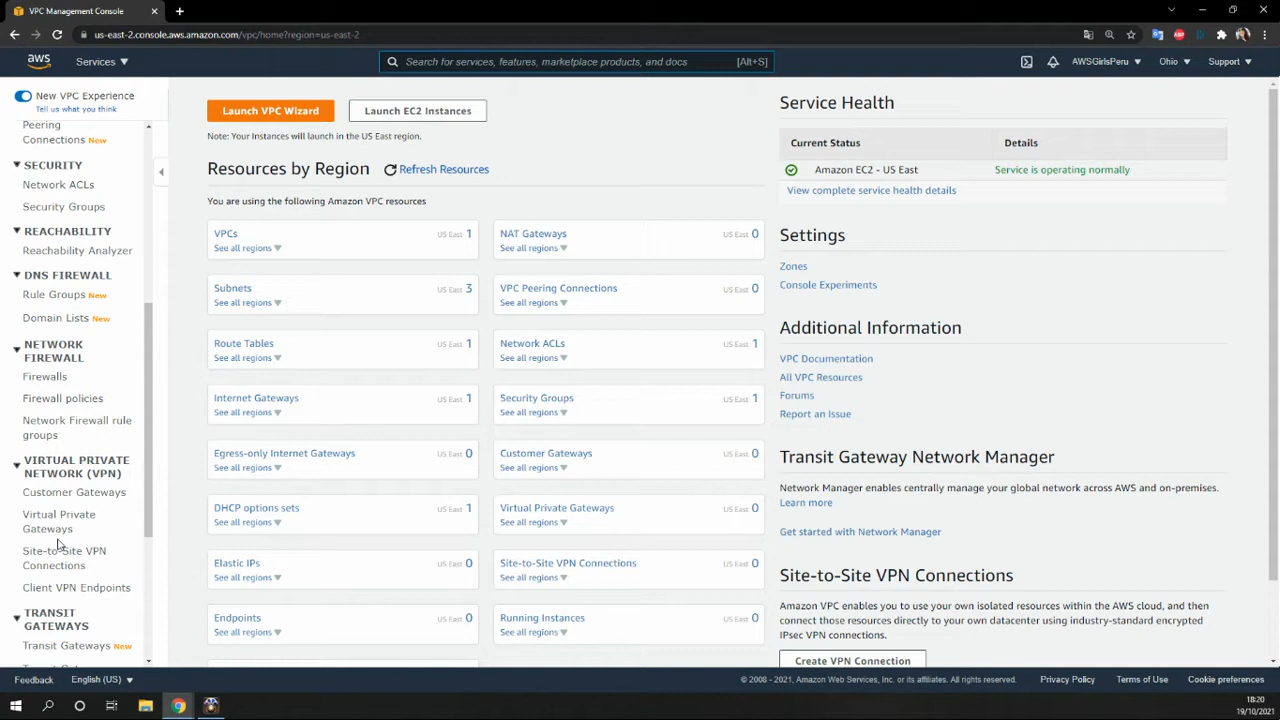 VPC Management Console
us-east-2.console.aws.amazon.com/vpc/home?region=us-east-2
aws
Services
Search for services, features, marketplace products, and docs
[Alt+S]
AWSGirlsPeru
Ohio
Support
New VPC Experience
Tell us what you think
Peering
Connections New
SECURITY
Network ACLs
Security Groups
REACHABILITY
Reachability Analyzer
DNS FIREWALL
Rule Groups New
Domain Lists New
NETWORK
FIREWALL
Firewalls
Firewall policies
Network Firewall rule
groups
VIRTUAL PRIVATE
NETWORK (VPN)
Customer Gateways
Virtual Private
Gateways
Site-to-Site VPN
Connections
Client VPN Endpoints
TRANSIT
GATEWAYS
Transit Gateways New
Launch VPC Wizard
Launch EC2 Instances
Note: Your Instances will launch in the US East region.
Resources by Region
Refresh Resources
You are using the following Amazon VPC resources
VPCs
US East 1
See all regions
NAT Gateways
US East 0
See all regions
Subnets
US East 3
See all regions
VPC Peering Connections
US East 0
See all regions
Route Tables
US East 1
See all regions
Network ACLs
US East 1
See all regions
Internet Gateways
US East 1
See all regions
Security Groups
US East 1
See all regions
Egress-only Internet Gateways
US East 0
See all regions
Customer Gateways
US East 0
See all regions
DHCP options sets
US East 1
See all regions
Virtual Private Gateways
US East 0
See all regions
Elastic IPs
US East 0
See all regions
Site-to-Site VPN Connections
US East 0
See all regions
Endpoints
US East 0
See all regions
Running Instances
US East 0
See all regions
Service Health
Current Status
Details
Amazon EC2 - US East
Service is operating normally
View complete service health details
Settings
Zones
Console Experiments
Additional Information
VPC Documentation
All VPC Resources
Forums
Report an Issue
Transit Gateway Network Manager
Network Manager enables centrally manage your global network across AWS and on-premises.
Learn more
Get started with Network Manager
Site-to-Site VPN Connections
Amazon VPC enables you to use your own isolated resources within the AWS cloud, and then
connect those resources directly to your own datacenter using industry-standard encrypted
IPsec VPN connections.
Create VPN Connection
Feedback
English (US)
© 2008 - 2021, Amazon Web Services, Inc. or its affiliates. All rights reserved.
Privacy Policy
Terms of Use
Cookie preferences
18:20
19/10/2021